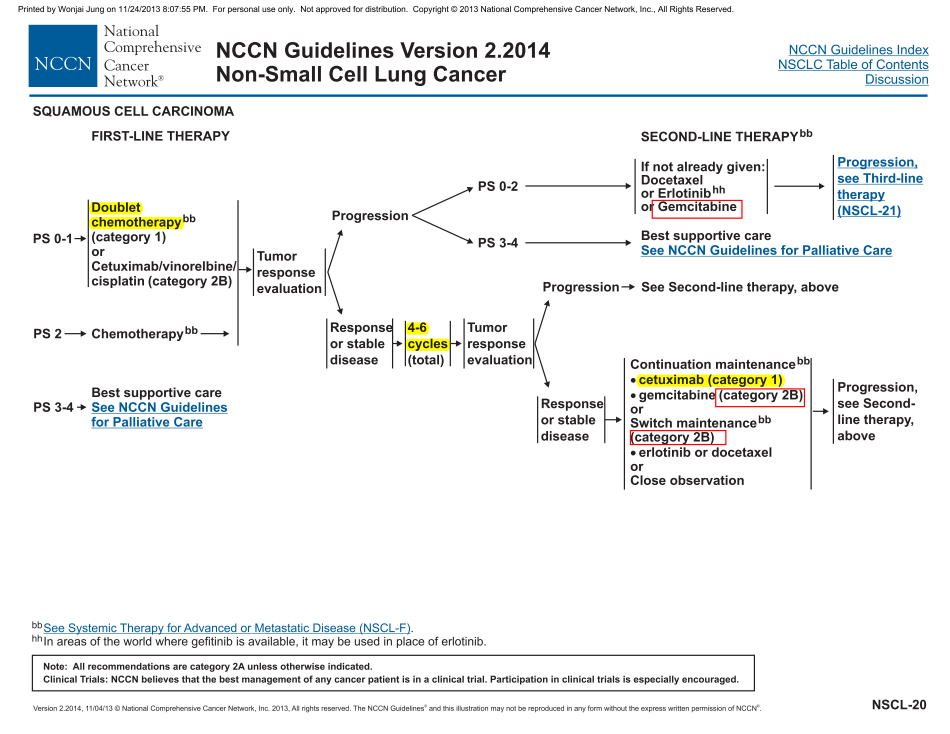 Printed by Wonjai Jung on 11/24/2013 8:07:55 PM. For personal use only. Not approved for distribution. Copyright © 2013 National Comprehensive Cancer Network, Inc., All Rights Reserved.
NCCN
National
Comprehensive
Cancer
Network®
NCCN Guidelines Version 2.2014
Non-Small Cell Lung Cancer
NCCN Guidelines Index
NSCLC Table of Contents
Discussion
SQUAMOUS CELL CARCINOMA
FIRST-LINE THERAPY
SECOND-LINE THERAPY bb
PS 0-1
Doublet
chemotherapy bb
(category 1)
or
Cetuximab/vinorelbine/
cisplatin (category 2B)
PS 2
Chemotherapy bb
PS 3-4
Best supportive care
See NCCN Guidelines
for Palliative Care
Tumor
response
evaluation
Progression
PS 0-2
If not already given:
Docetaxel
or Erlotinib hh
or Gemcitabine
Progression,
see Third-line
therapy
(NSCL-21)
PS 3-4
Best supportive care
See NCCN Guidelines for Palliative Care
Response
or stable
disease
4-6
cycles
(total)
Tumor
response
evaluation
Progression
See Second-line therapy, above
Response
or stable
disease
Continuation maintenance bb
• cetuximab (category 1)
• gemcitabine (category 2B)
or
Switch maintenance bb
(category 2B)
• erlotinib or docetaxel
or
Close observation
Progression,
see Second-
line therapy,
above
bb See Systemic Therapy for Advanced or Metastatic Disease (NSCL-F).
hh In areas of the world where gefitinib is available, it may be used in place of erlotinib.
Note: All recommendations are category 2A unless otherwise indicated.
Clinical Trials: NCCN believes that the best management of any cancer patient is in a clinical trial. Participation in clinical trials is especially encouraged.
Version 2.2014, 11/04/13 © National Comprehensive Cancer Network, Inc. 2013, All rights reserved. The NCCN Guidelines® and this illustration may not be reproduced in any form without the express written permission of NCCN®.
NSCL-20